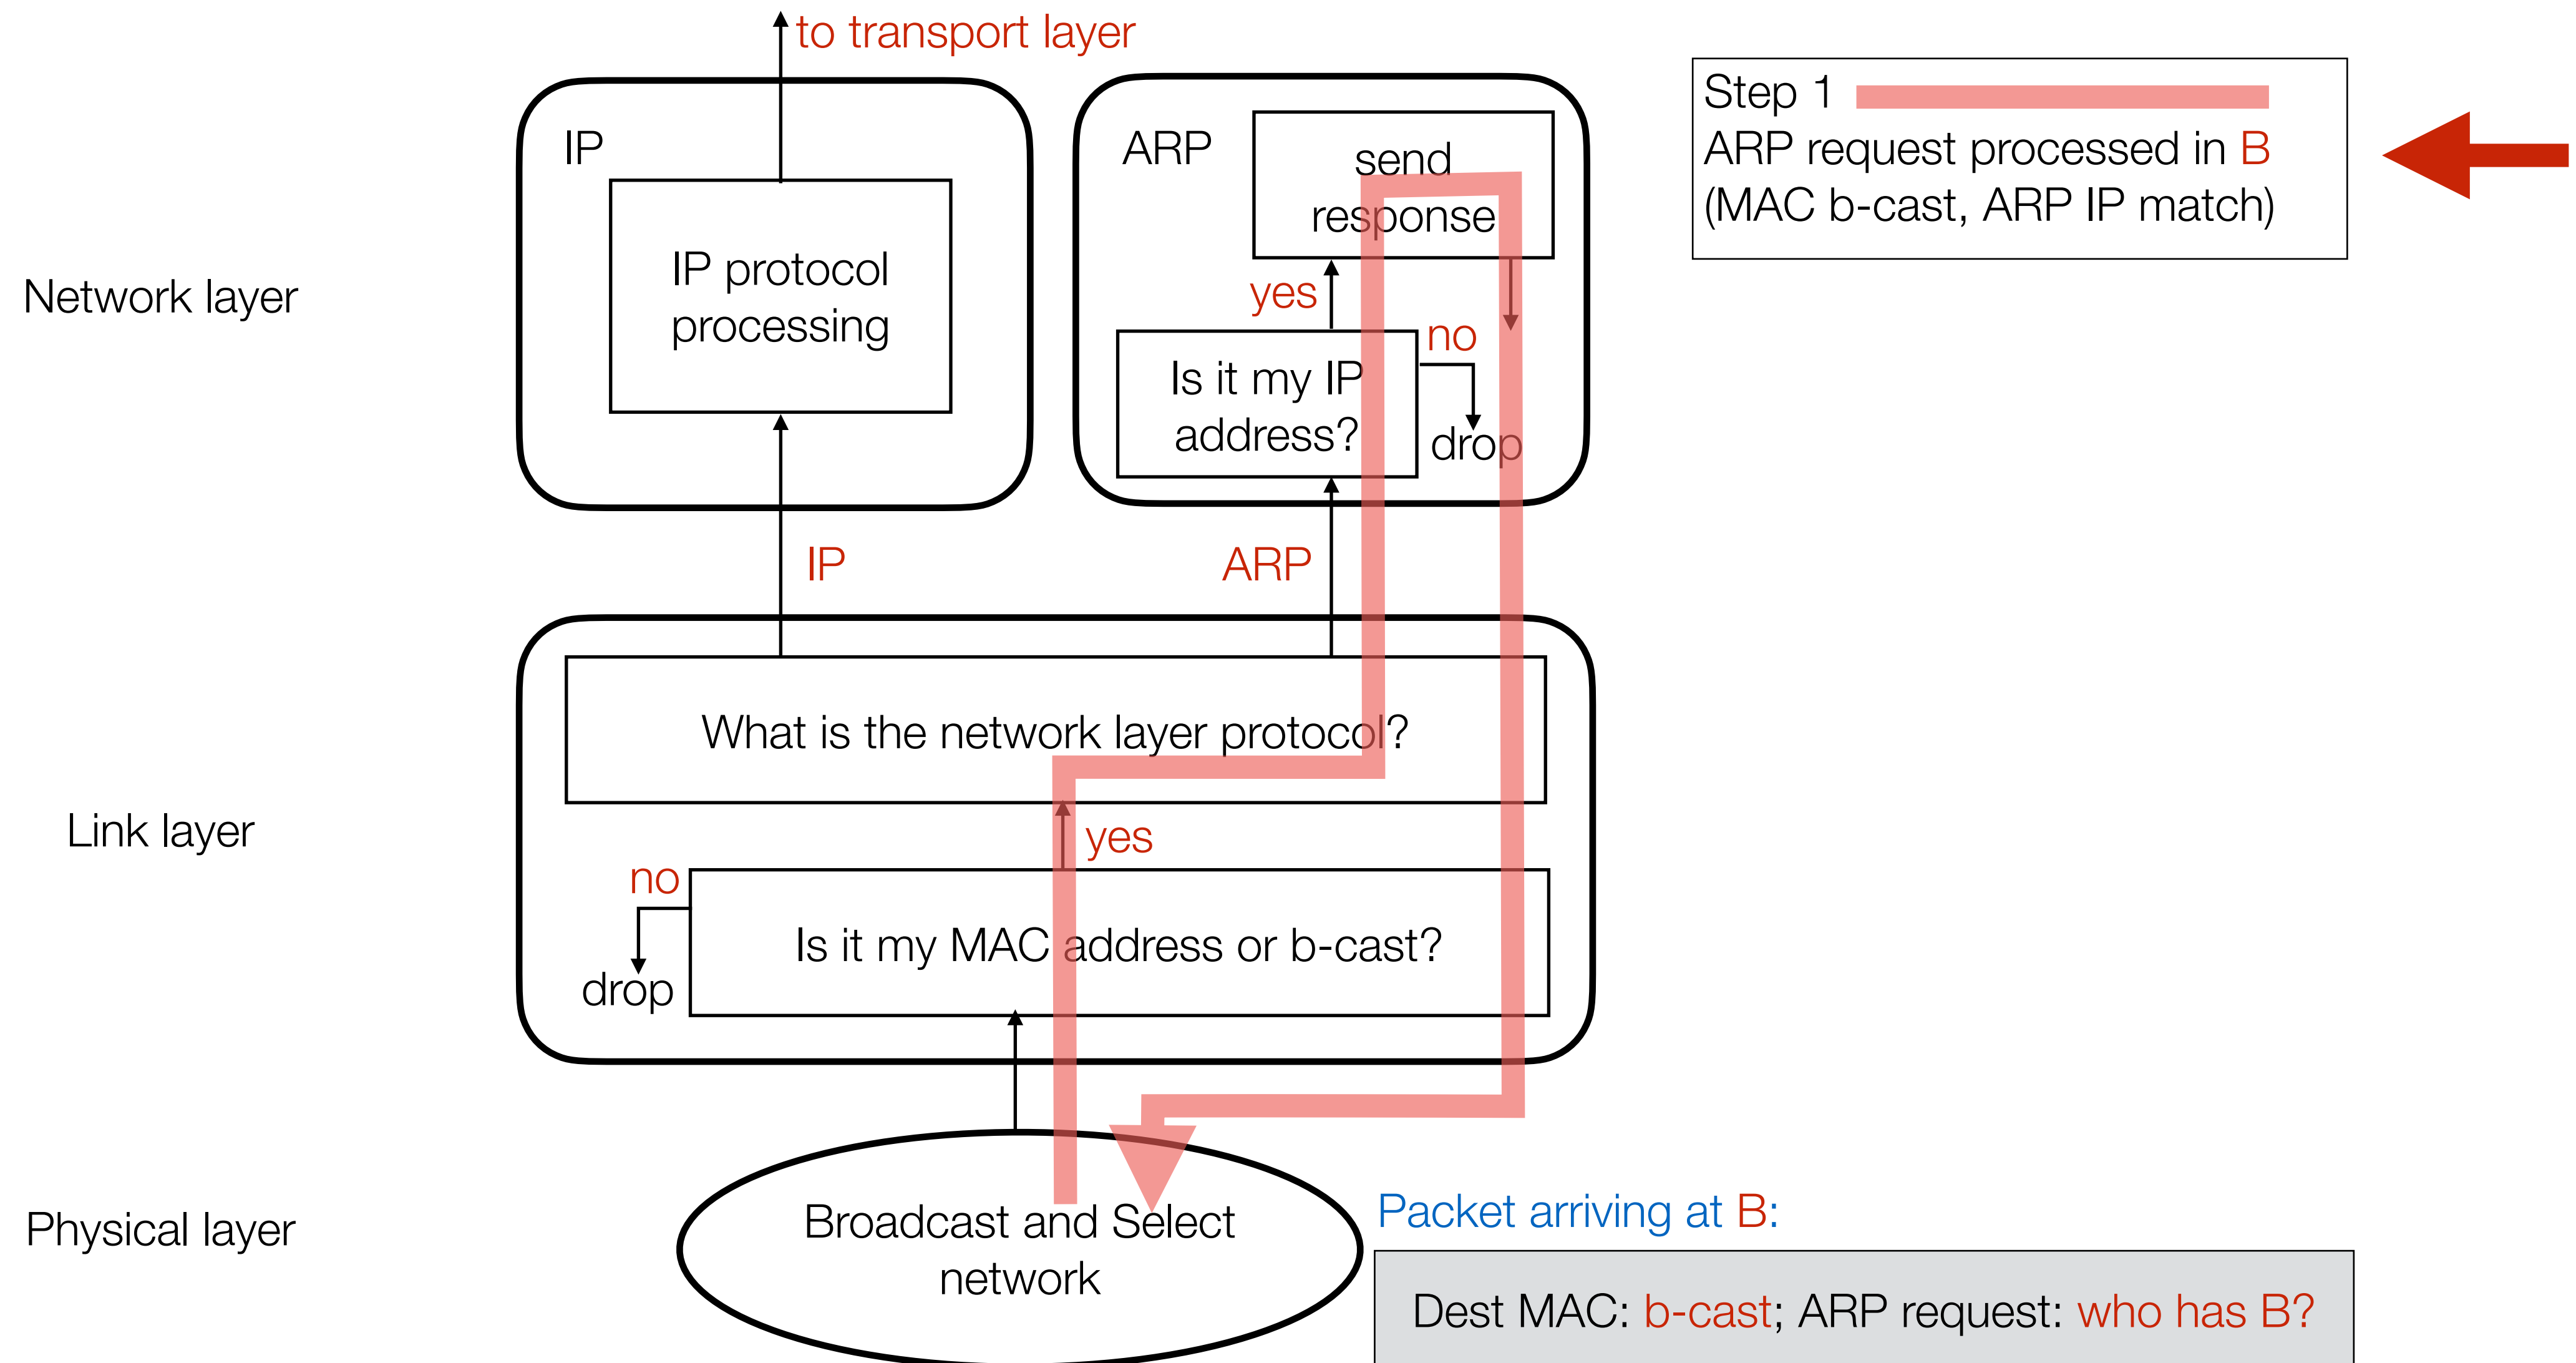 to transport layer
Step 1
ARP request processed in B
(MAC b-cast, ARP IP match)
IP
ARP
send
response
IP protocol
processing
Network layer
yes
no
Is it my IP
address?
drop
IP
ARP
What is the network layer protocol?
Link layer
yes
no
Is it my MAC address or b-cast?
drop
Physical layer
Broadcast and Select
network
Packet arriving at B:
Dest MAC: b-cast; ARP request: who has B?